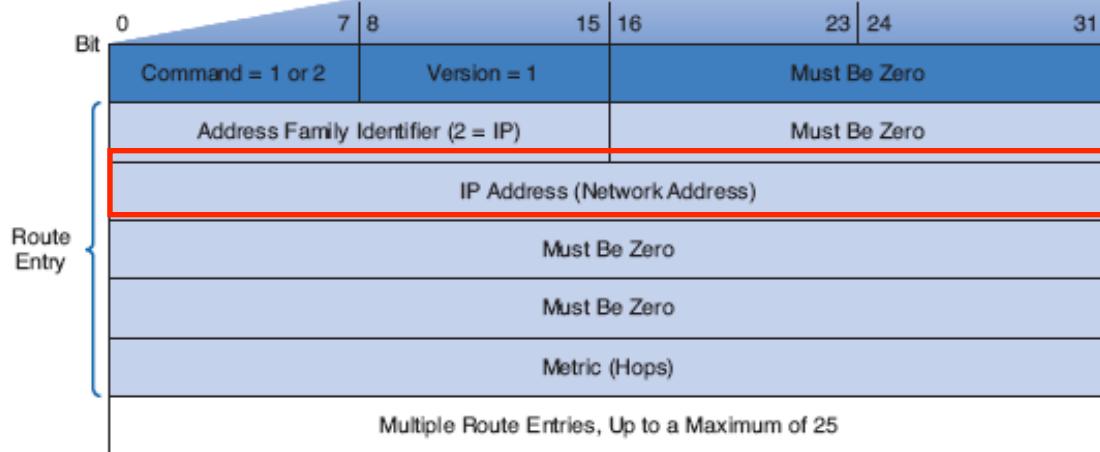 0 7 8 15 16 23 24 31
Bit
Command = 1 or 2 Version = 1 Must Be Zero
Address Family Identifier (2 = IP) Must Be Zero
IP Address (Network Address)
Route
Entry
Must Be Zero
Must Be Zero
Metric (Hops)
Multiple Route Entries, Up to a Maximum of 25